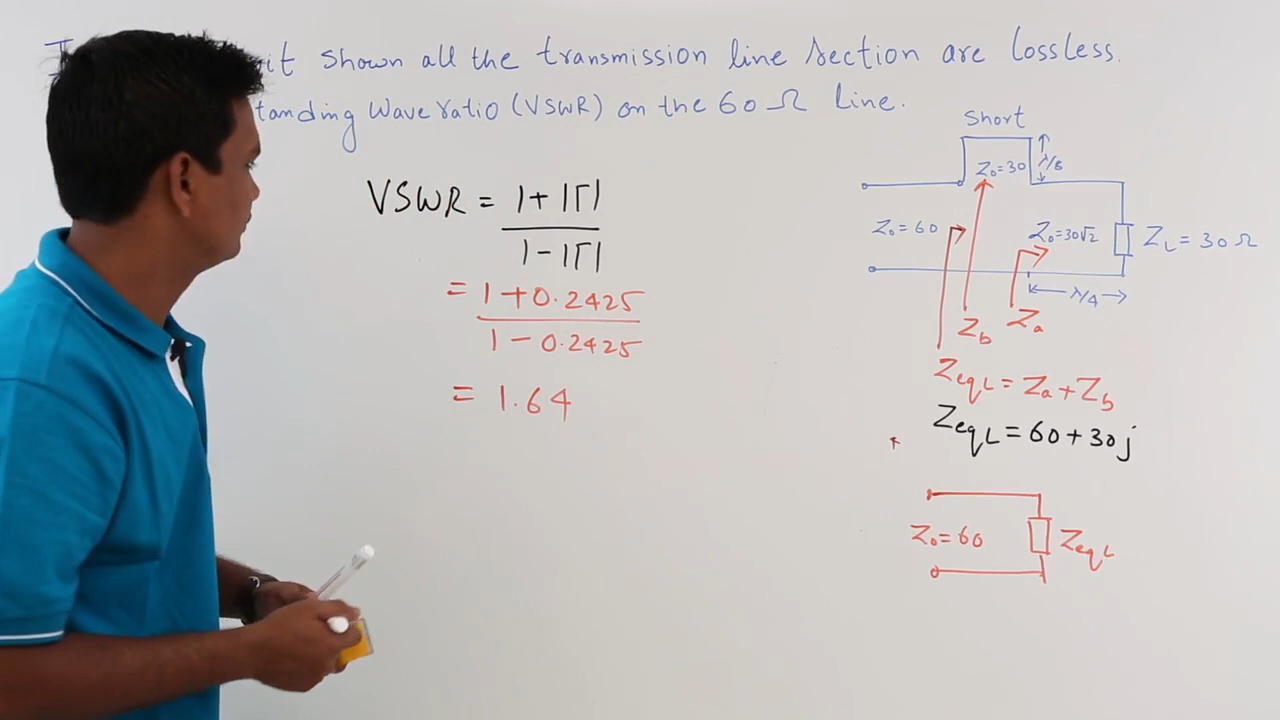 shown all the transmission line section are lossless.
standing wave ratio (VSWR) on the 60 Ω line.
Short
Z₀=30
λ/8
VSWR = 1+|Γ|
1-|Γ|
Z₀=60
Z₀=30√2
Z_L = 30 Ω
λ/4
= 1+0.2425
1-0.2425
Z_b
Z_a
= 1.64
Z_eqL = Z_a+Z_b
Z_eqL = 60+30j
Z₀=60
Z_eqL